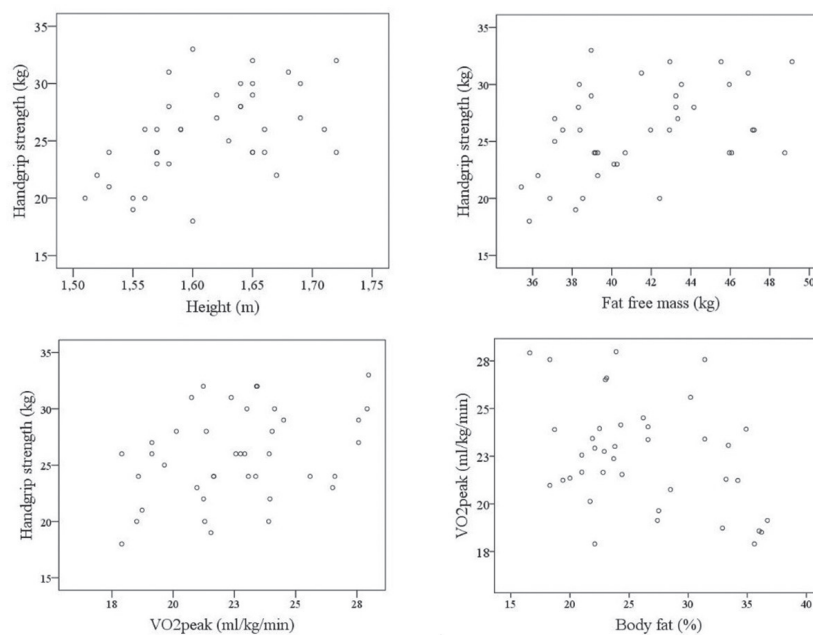 35
30
25
20
15
Handgrip strength (kg)
1,50 1,55 1,60 1,65 1,70 1,75
Height (m)
35
30
25
20
15
Handgrip strength (kg)
36 38 40 42 44 46 48 50
Fat free mass (kg)
35
30
25
20
15
Handgrip strength (kg)
18 20 23 25 28
VO2peak (ml/kg/min)
28
25
23
20
18
VO2peak (ml/kg/min)
15 20 25 30 35 40
Body fat (%)